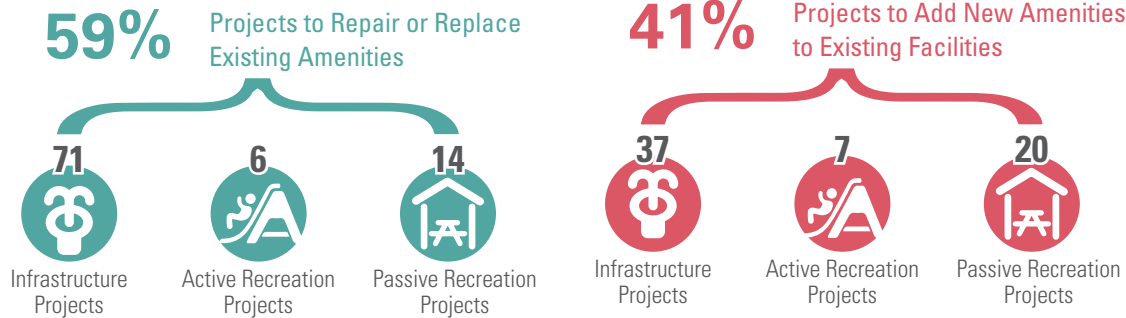 59%
Projects to Repair or Replace
Existing Amenities
71
Infrastructure
Projects
6
Active Recreation
Projects
14
Passive Recreation
Projects
41%
Projects to Add New Amenities
to Existing Facilities
37
Infrastructure
Projects
7
Active Recreation
Projects
20
Passive Recreation
Projects